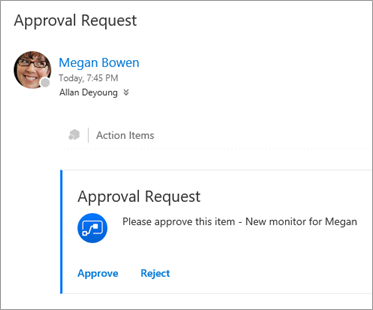 Approval Request
Megan Bowen
Today, 7:45 PM
Allan Deyoung
Action Items
Approval Request
Please approve this item - New monitor for Megan
Approve Reject